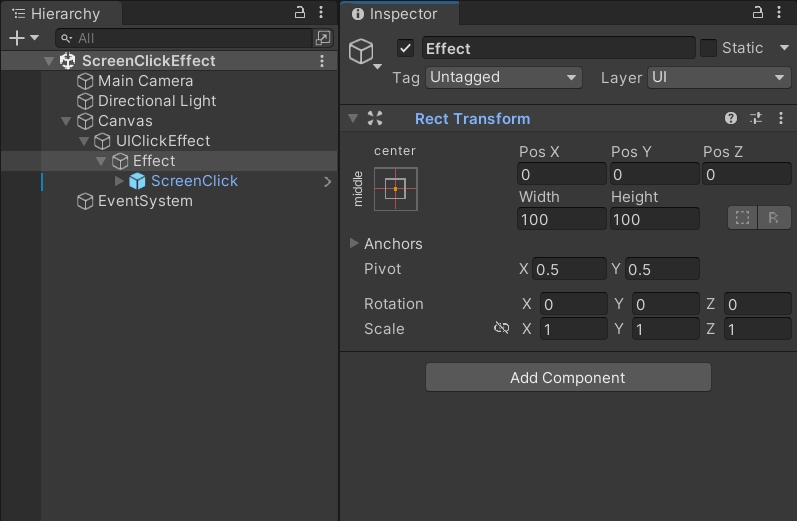 Hierarchy
All
ScreenClickEffect
Main Camera
Directional Light
Canvas
UIClickEffect
Effect
ScreenClick
EventSystem
Inspector
Effect
Static
Tag Untagged Layer UI
Rect Transform
center
middle
Pos X Pos Y Pos Z
0 0 0
Width Height
100 100 R
Anchors
Pivot X 0.5 Y 0.5
Rotation X 0 Y 0 Z 0
Scale X 1 Y 1 Z 1
Add Component